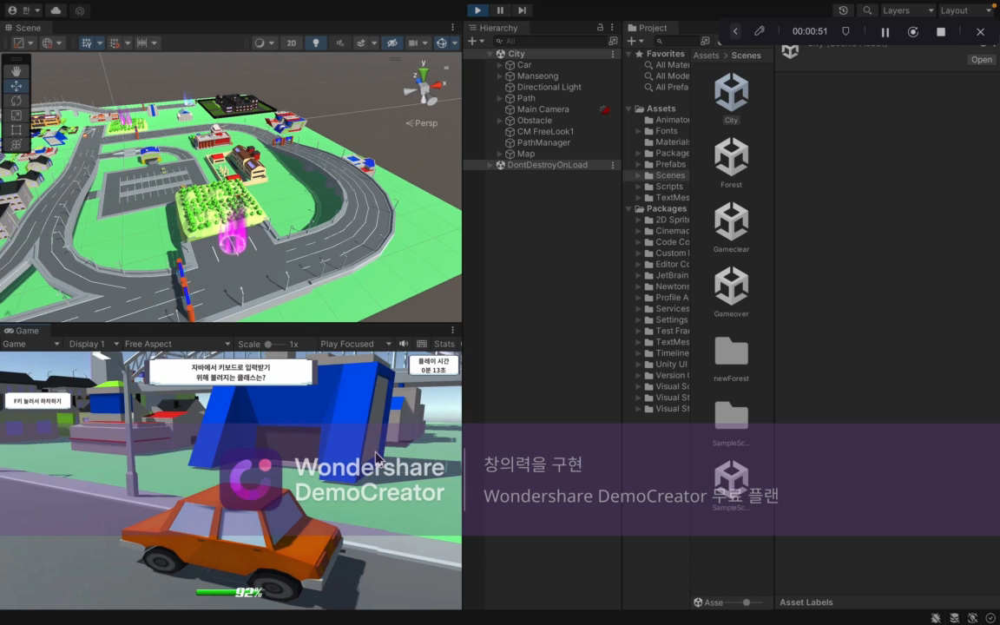 한
Layers
Layout
Scene
2D
Persp
y
z
x
Game
Game
Display 1
Free Aspect
Scale
1x
Play Focused
Stats
자바에서 키보드로 입력받기
위해 불려지는 클래스는?
플레이 시간
0분 13초
F키 눌러서 하차하기
92%
Hierarchy
All
City
Car
Manseong
Directional Light
Path
Main Camera
Obstacle
CM FreeLook1
PathManager
Map
DontDestroyOnLoad
Project
Favorites
All Mater
All Mode
All Prefa
Assets
Animator
Fonts
Materials
Package
Prefabs
Scenes
Scripts
TextMes
Packages
2D Sprite
Cinemac
Code Co
Custom
Editor Co
JetBrain
Newtons
Profile A
Services
Settings
Test Fra
TextMes
Timeline
Unity UI
Version C
Visual Sc
Visual St
Visual St
Assets > Scenes
City
Forest
Gameclear
Gameover
newForest
SampleSc...
SampleSc...
Asse
00:00:51
Open
Asset Labels
Wondershare
DemoCreator
창의력을 구현
Wondershare DemoCreator 무료 플랜